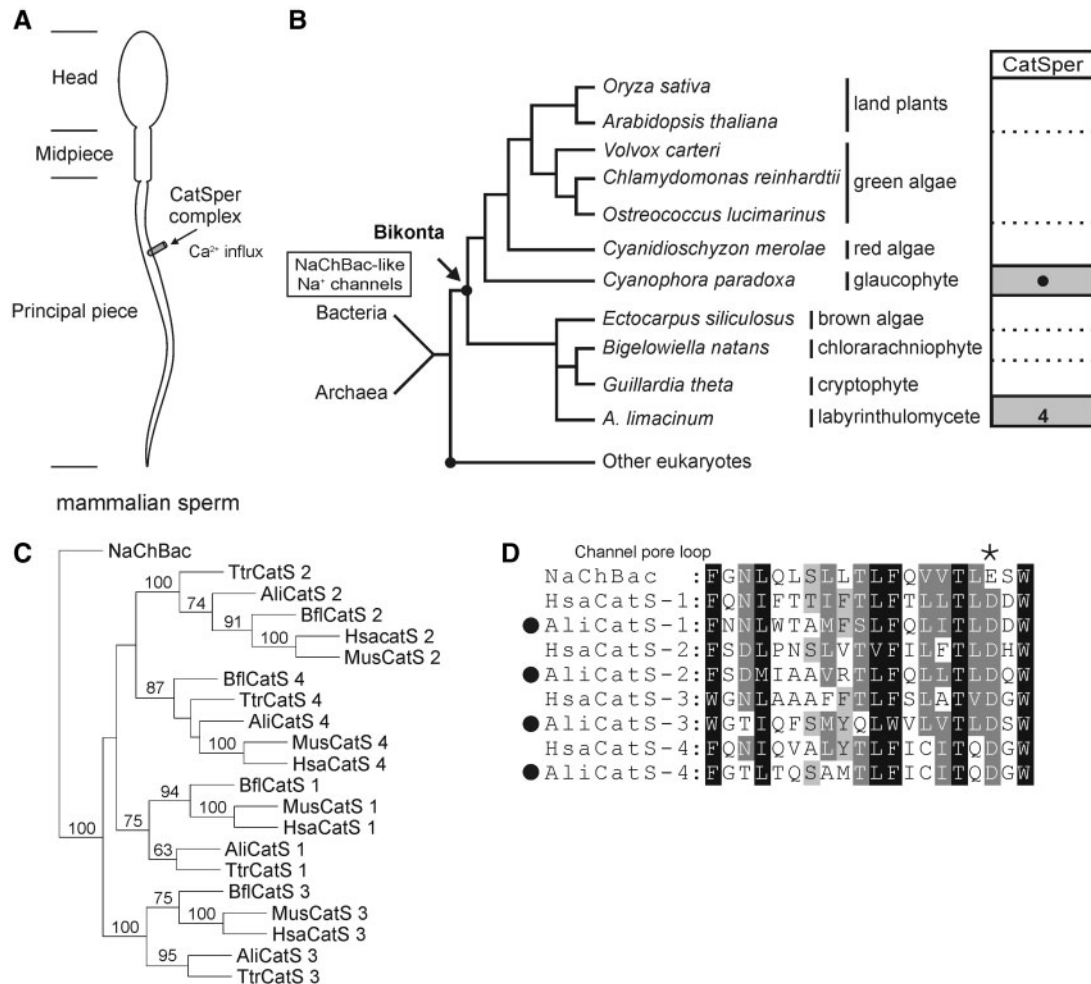 A
Head
Midpiece
CatSper
complex
Ca²⁺ influx
Principal piece
mammalian sperm
B
CatSper
Oryza sativa
Arabidopsis thaliana
land plants
Volvox carteri
Chlamydomonas reinhardtii
Ostreococcus lucimarinus
green algae
Cyanidioschyzon merolae
red algae
Cyanophora paradoxa
glaucophyte
●
Bikonta
NaChBac-like
Na⁺ channels
Bacteria
Archaea
Ectocarpus siliculosus
brown algae
Bigelowiella natans
chlorarachniophyte
Guillardia theta
cryptophyte
A. limacinum
labyrinthulomycete
4
Other eukaryotes
C
NaChBac
100
TtrCatS 2
74
AliCatS 2
91
BflCatS 2
100
HsacatS 2
MusCatS 2
87
BflCatS 4
TtrCatS 4
AliCatS 4
100
MusCatS 4
HsaCatS 4
94
BflCatS 1
100
MusCatS 1
HsaCatS 1
75
100
63
AliCatS 1
TtrCatS 1
75
BflCatS 3
100
MusCatS 3
HsaCatS 3
100
95
AliCatS 3
TtrCatS 3
D
Channel pore loop
*
NaChBac :FGNLQLSLLTLFQVVTLESW
HsaCatS-1:FQNIFTTIFTLFTLLTLDDW
● AliCatS-1:FNNLWTAMFSLFQLITLDDW
HsaCatS-2:FSDLPNSLVTVFILFTLDHW
● AliCatS-2:FSDMIAAVRTLFQLLTLDQW
HsaCatS-3:WGNLAAAFFTLFSLATVDGW
● AliCatS-3:WGTIQFSMYQLWVLVTLDSW
HsaCatS-4:FQNIQVALYTLFICITQDGW
● AliCatS-4:FGTLTQSAMTLFICITQDGW